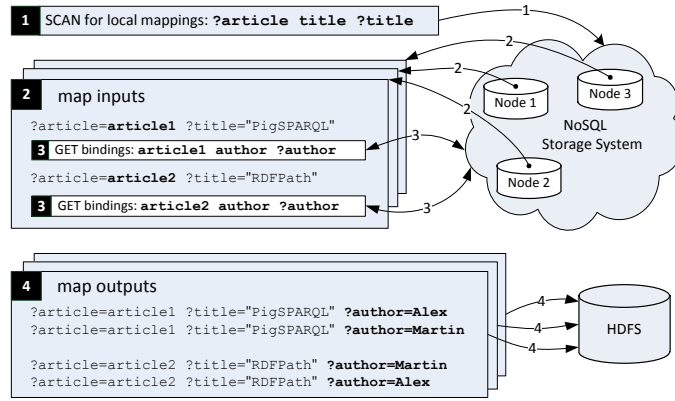 1 SCAN for local mappings: ?article title ?title
1
2
2
2
2 map inputs
?article=article1 ?title="PigSPARQL"
3 GET bindings: article1 author ?author
?article=article2 ?title="RDFPath"
3 GET bindings: article2 author ?author
3
3
Node 1
Node 3
NoSQL
Storage System
Node 2
4 map outputs
?article=article1 ?title="PigSPARQL" ?author=Alex
?article=article1 ?title="PigSPARQL" ?author=Martin
?article=article2 ?title="RDFPath" ?author=Martin
?article=article2 ?title="RDFPath" ?author=Alex
4
4
4
HDFS